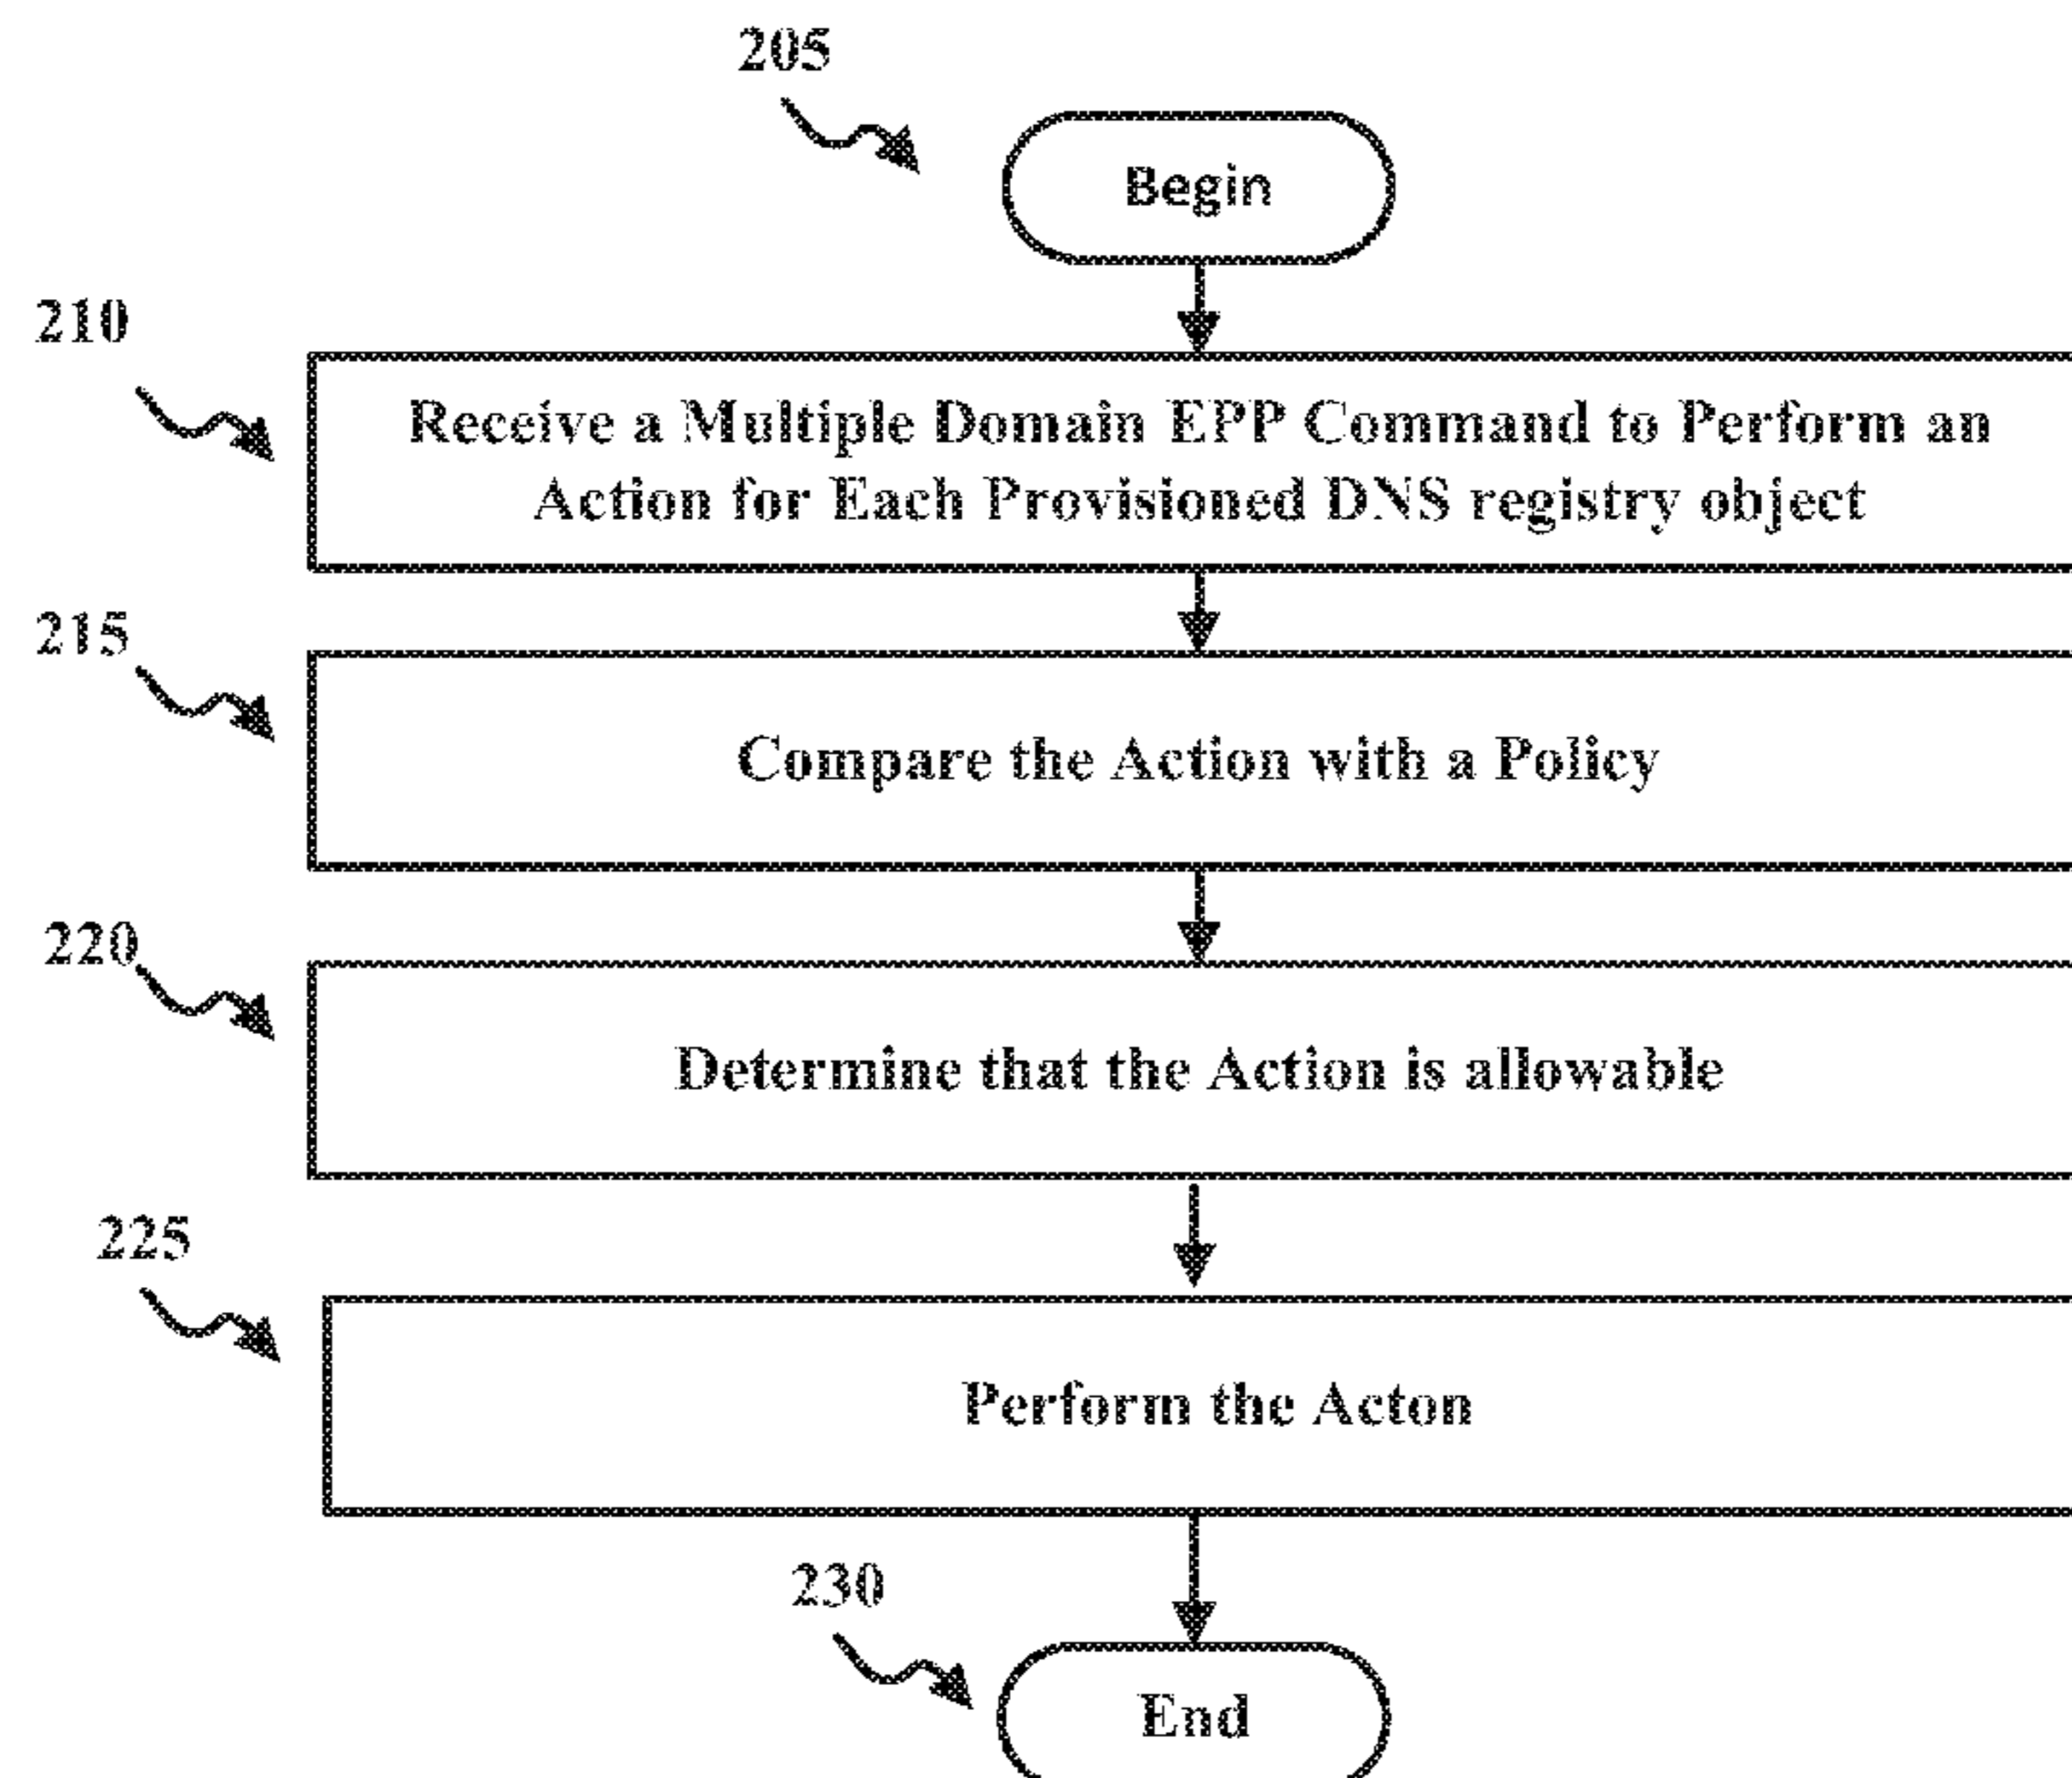 205
Begin
210
Receive a Multiple Domain EPP Command to Perform an
Action for Each Provisioned DNS registry object
215
Compare the Action with a Policy
220
Determine that the Action is allowable
225
Perform the Acton
230
End